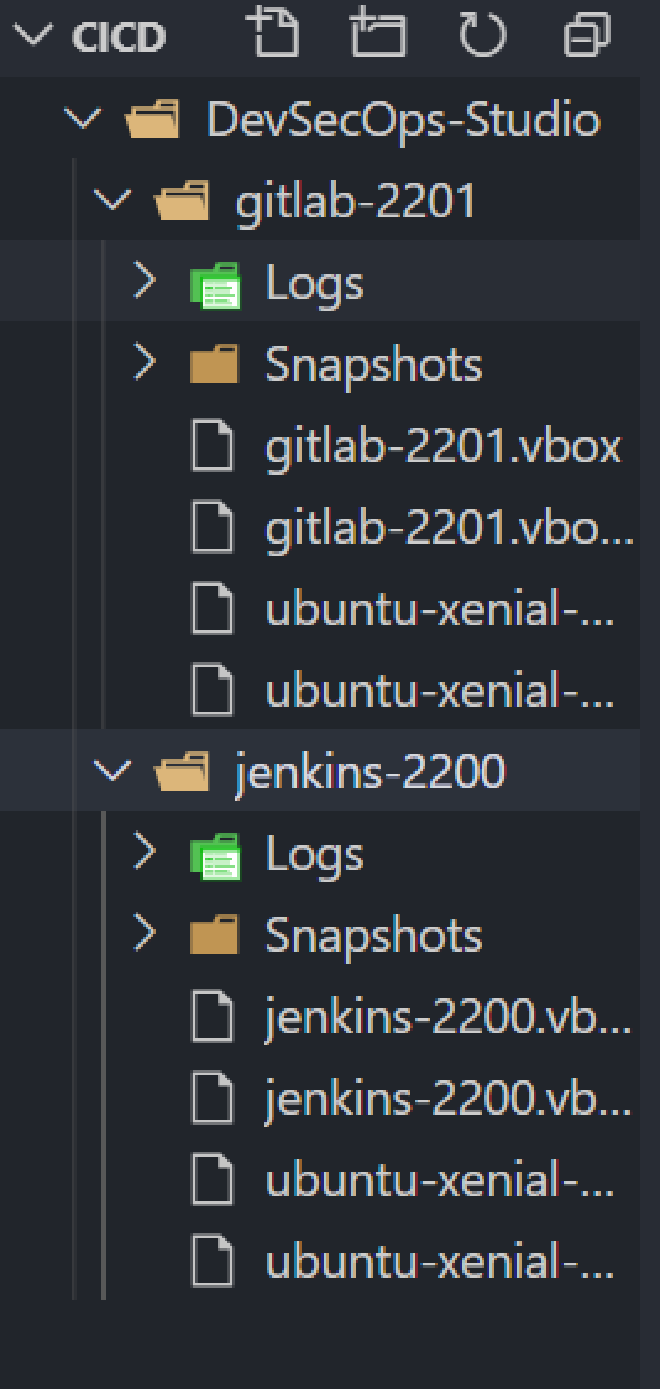 CICD
DevSecOps-Studio
gitlab-2201
Logs
Snapshots
gitlab-2201.vbox
gitlab-2201.vbo...
ubuntu-xenial-...
ubuntu-xenial-...
jenkins-2200
Logs
Snapshots
jenkins-2200.vb...
jenkins-2200.vb...
ubuntu-xenial-...
ubuntu-xenial-...